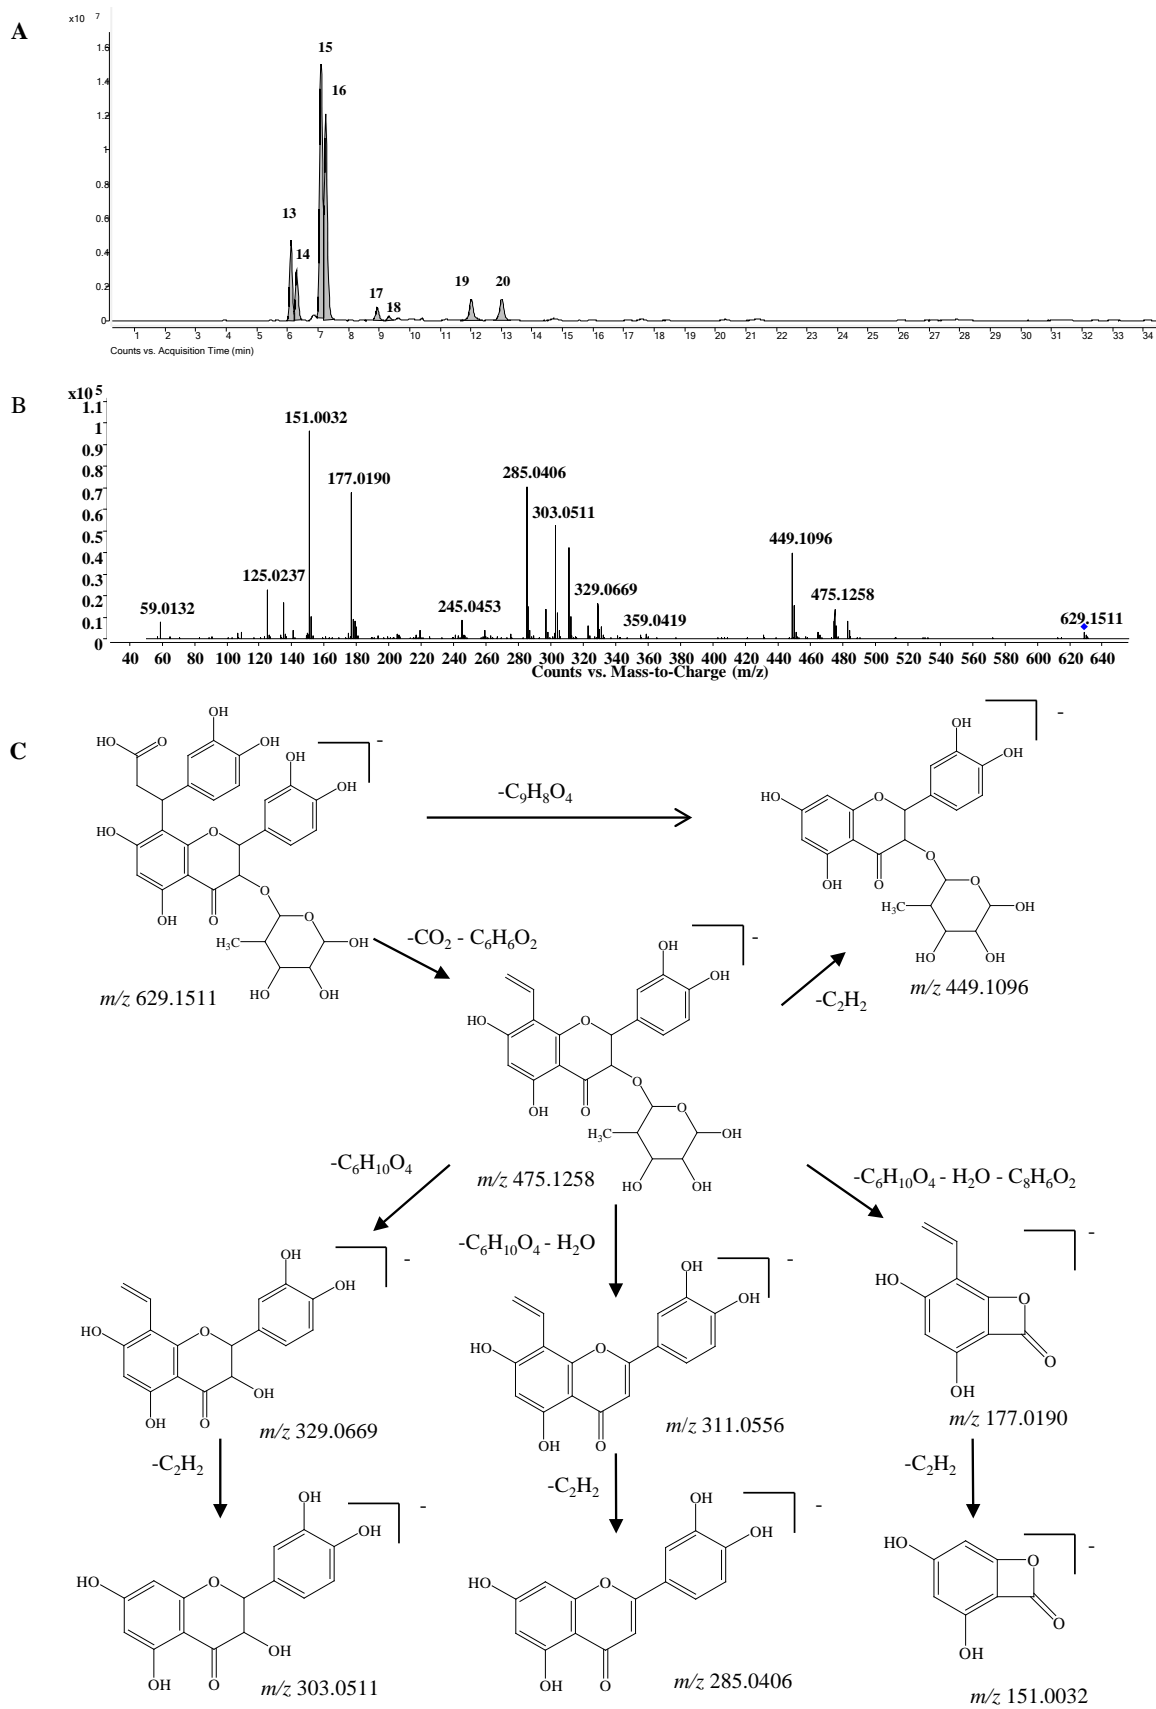 A
x10 7
15
1.6
16
1.4
1.2
1
0.8
13
0.6
14
0.4
19
20
17
0.2
18
0
1 2 3 4 5 6 7 8 9 10 11 12 13 14 15 16 17 18 19 20 21 22 23 24 25 26 27 28 29 30 31 32 33 34
Counts vs. Acquisition Time (min)
B
x10 5
1.1
151.0032
1
0.9
177.0190
285.0406
0.8
0.7
303.0511
0.6
449.1096
0.5
0.4
125.0237
329.0669
475.1258
0.3
59.0132
245.0453
359.0419
629.1511
0.2
0.1
0
40 60 80 100 120 140 160 180 200 220 240 260 280 300 320 340 360 380 400 420 440 460 480 500 520 540 560 580 600 620 640
Counts vs. Mass-to-Charge (m/z)
C
OH
HO O OH
OH
OH
HO O
O
OH O
O
H₃C OH
HO OH
-
m/z 629.1511
-C₉H₈O₄
OH
OH
HO O
O
OH O
O
H₃C OH
HO OH
-
m/z 449.1096
-CO₂ - C₆H₆O₂
OH
OH
HO O
O
OH O
O
H₃C OH
HO OH
-
m/z 475.1258
-C₂H₂
-C₆H₁₀O₄
-C₆H₁₀O₄ - H₂O
-C₆H₁₀O₄ - H₂O - C₈H₆O₂
OH
OH
HO O
OH
OH O
-
m/z 329.0669
OH
OH
HO O
OH O
-
m/z 311.0556
HO
O
O
OH
-
m/z 177.0190
-C₂H₂
-C₂H₂
-C₂H₂
OH
OH
HO O
OH
OH O
-
m/z 303.0511
OH
OH
HO O
OH O
-
m/z 285.0406
HO
O
O
OH
-
m/z 151.0032